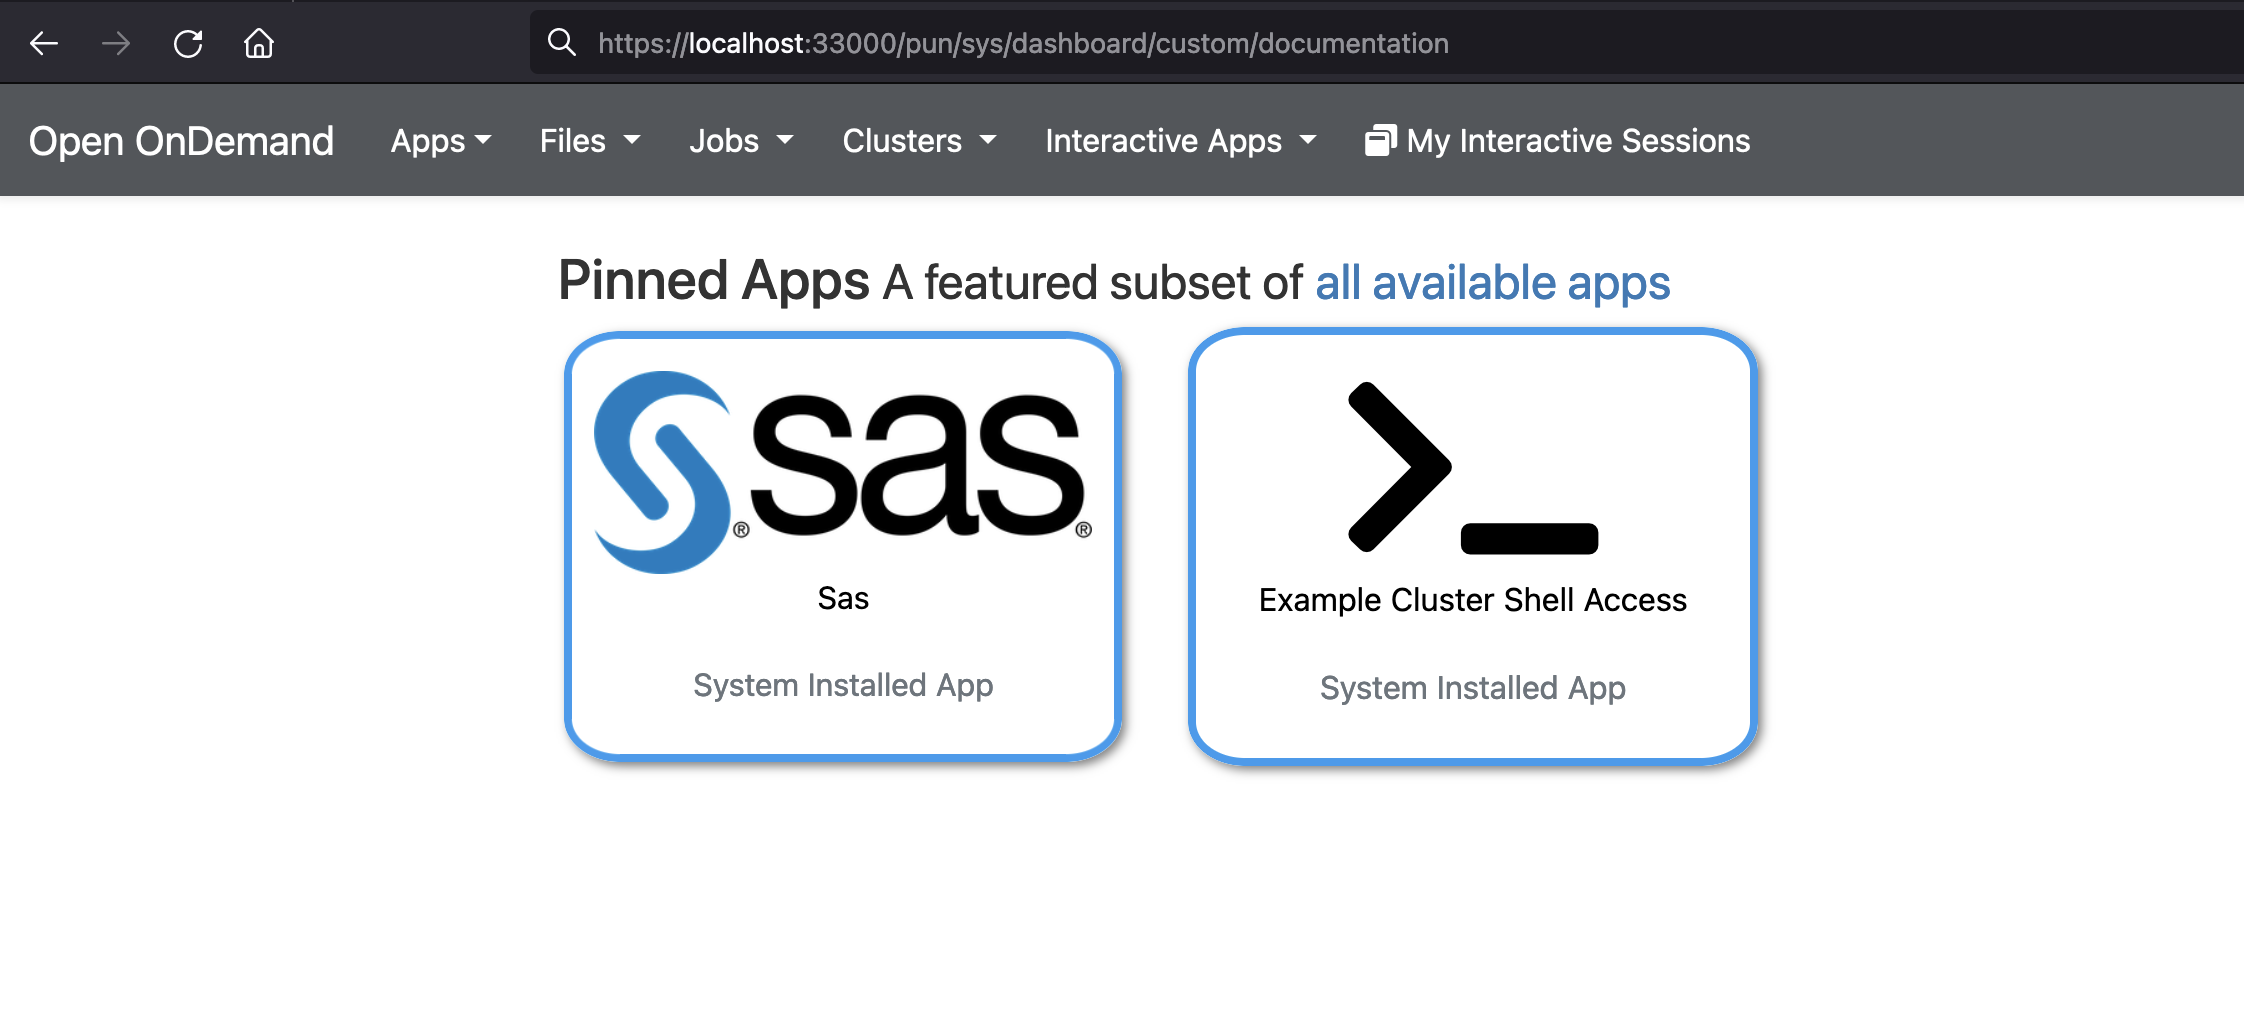 https://localhost:33000/pun/sys/dashboard/custom/documentation
Open OnDemand Apps Files Jobs Clusters Interactive Apps My Interactive Sessions
Pinned Apps A featured subset of all available apps
sas
Sas
System Installed App
>_
Example Cluster Shell Access
System Installed App